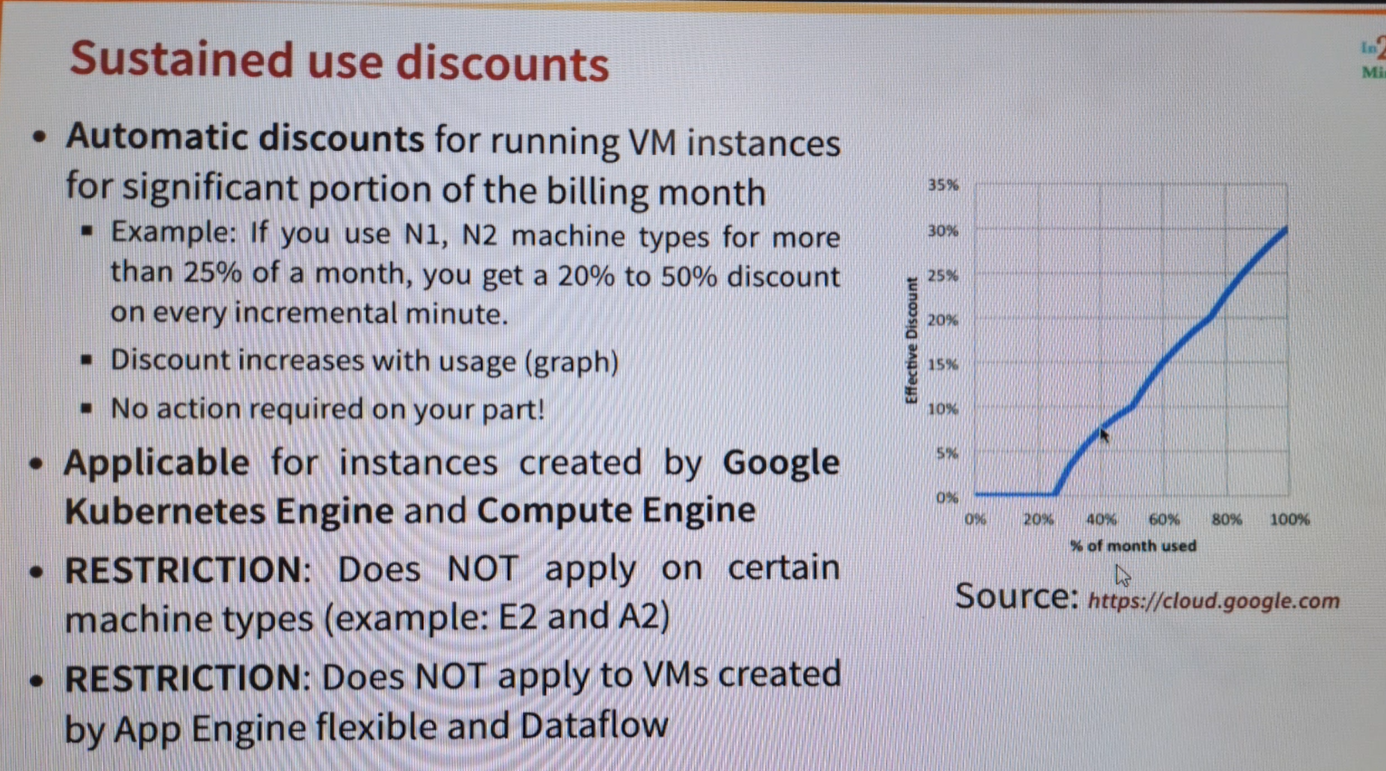 Sustained use discounts
In2
• Automatic discounts for running VM instances
for significant portion of the billing month
▪ Example: If you use N1, N2 machine types for more
than 25% of a month, you get a 20% to 50% discount
on every incremental minute.
▪ Discount increases with usage (graph)
▪ No action required on your part!
• Applicable for instances created by Google
Kubernetes Engine and Compute Engine
• RESTRICTION: Does NOT apply on certain
machine types (example: E2 and A2)
• RESTRICTION: Does NOT apply to VMs created
by App Engine flexible and Dataflow
Effective Discount
35%
30%
25%
20%
15%
10%
5%
0%
0% 20% 40% 60% 80% 100%
% of month used
Source: https://cloud.google.com